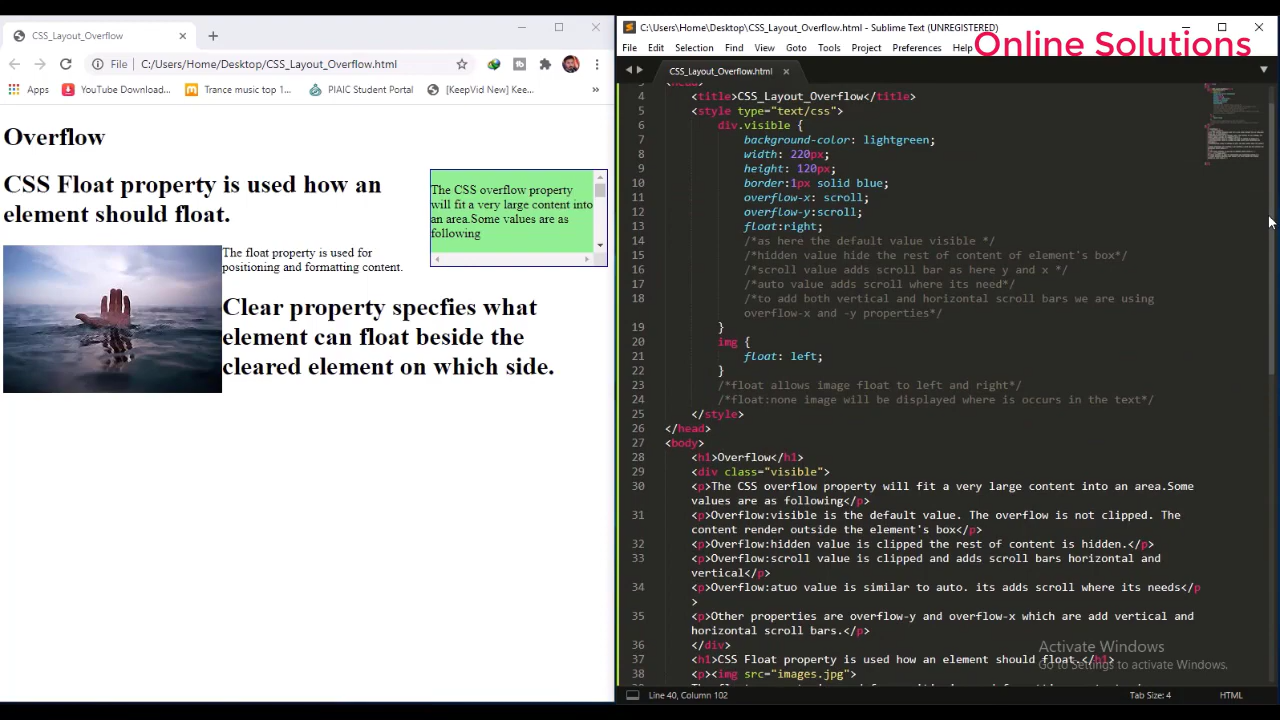 CSS_Layout_Overflow
File
C:/Users/Home/Desktop/CSS_Layout_Overflow.html
Apps
YouTube Download...
Trance music top 1...
PIAIC Student Portal
[KeepVid New] Kee...
»
Overflow
CSS Float property is used how an
element should float.
The CSS overflow property
will fit a very large content into
an area.Some values are as
following
The float property is used for
positioning and formatting content.
Clear property specfies what
element can float beside the
cleared element on which side.
C:\Users\Home\Desktop\CSS_Layout_Overflow.html - Sublime Text (UNREGISTERED)
File Edit Selection Find View Goto Tools Project Preferences Help
Online Solutions
CSS_Layout_Overflow.html
3 <head>
4 <title>CSS_Layout_Overflow</title>
5 <style type="text/css">
6 div.visible {
7 background-color: lightgreen;
8 width: 220px;
9 height: 120px;
10 border:1px solid blue;
11 overflow-x: scroll;
12 overflow-y:scroll;
13 float:right;
14 /*as here the default value visible */
15 /*hidden value hide the rest of content of element's box*/
16 /*scroll value adds scroll bar as here y and x */
17 /*auto value adds scroll where its need*/
18 /*to add both vertical and horizontal scroll bars we are using
overflow-x and -y properties*/
19 }
20 img {
21 float: left;
22 }
23 /*float allows image float to left and right*/
24 /*float:none image will be displayed where is occurs in the text*/
25 </style>
26 </head>
27 <body>
28 <h1>Overflow</h1>
29 <div class="visible">
30 <p>The CSS overflow property will fit a very large content into an area.Some
values are as following</p>
31 <p>Overflow:visible is the default value. The overflow is not clipped. The
content render outside the element's box</p>
32 <p>Overflow:hidden value is clipped the rest of content is hidden.</p>
33 <p>Overflow:scroll value is clipped and adds scroll bars horizontal and
vertical</p>
34 <p>Overflow:atuo value is similar to auto. its adds scroll where its needs</p
>
35 <p>Other properties are overflow-y and overflow-x which are add vertical and
horizontal scroll bars.</p>
36 </div>
37 <h1>CSS Float property is used how an element should float.</h1>
38 <p><img src="images.jpg">
Activate Windows
Go to Settings to activate Windows.
Line 40, Column 102
Tab Size: 4
HTML